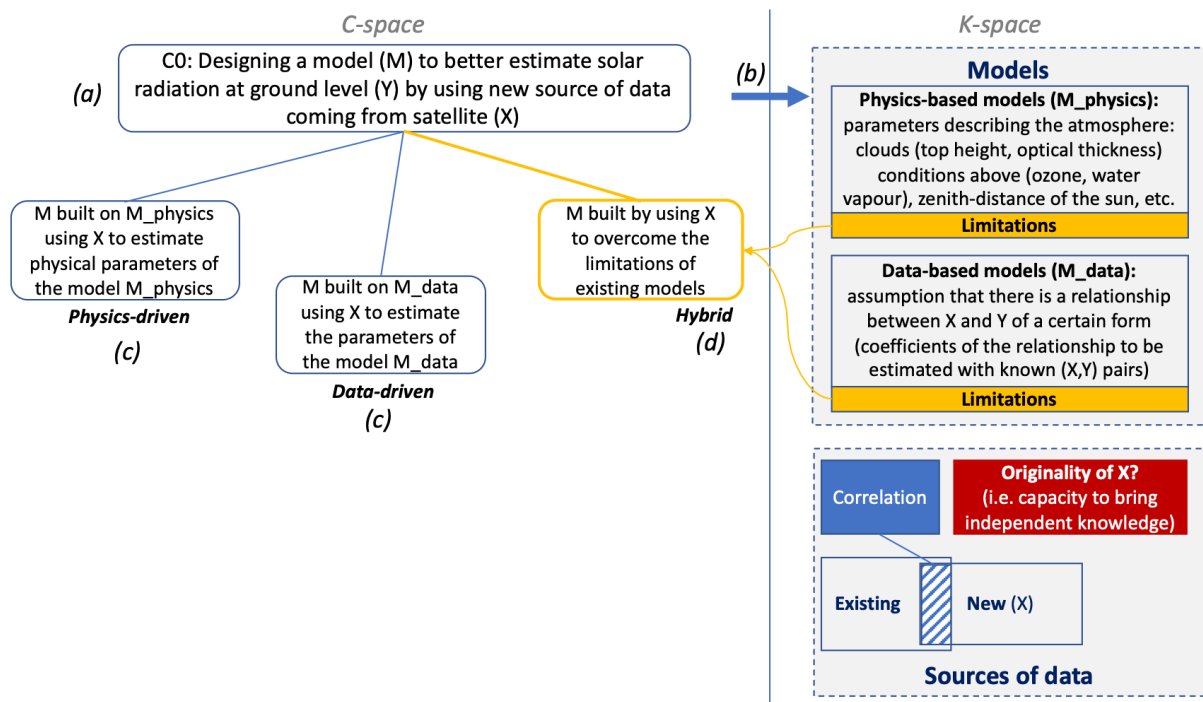 C-space
(a)
C0: Designing a model (M) to better estimate solar
radiation at ground level (Y) by using new source of data
coming from satellite (X)
M built on M_physics
using X to estimate
physical parameters of
the model M_physics
Physics-driven
(c)
M built on M_data
using X to estimate
the parameters of
the model M_data
Data-driven
(c)
M built by using X
to overcome the
limitations of
existing models
Hybrid
(d)
(b)
K-space
Models
Physics-based models (M_physics):
parameters describing the atmosphere:
clouds (top height, optical thickness)
conditions above (ozone, water
vapour), zenith-distance of the sun, etc.
Limitations
Data-based models (M_data):
assumption that there is a relationship
between X and Y of a certain form
(coefficients of the relationship to be
estimated with known (X,Y) pairs)
Limitations
Correlation
Originality of X?
(i.e. capacity to bring
independent knowledge)
Existing
New (X)
Sources of data